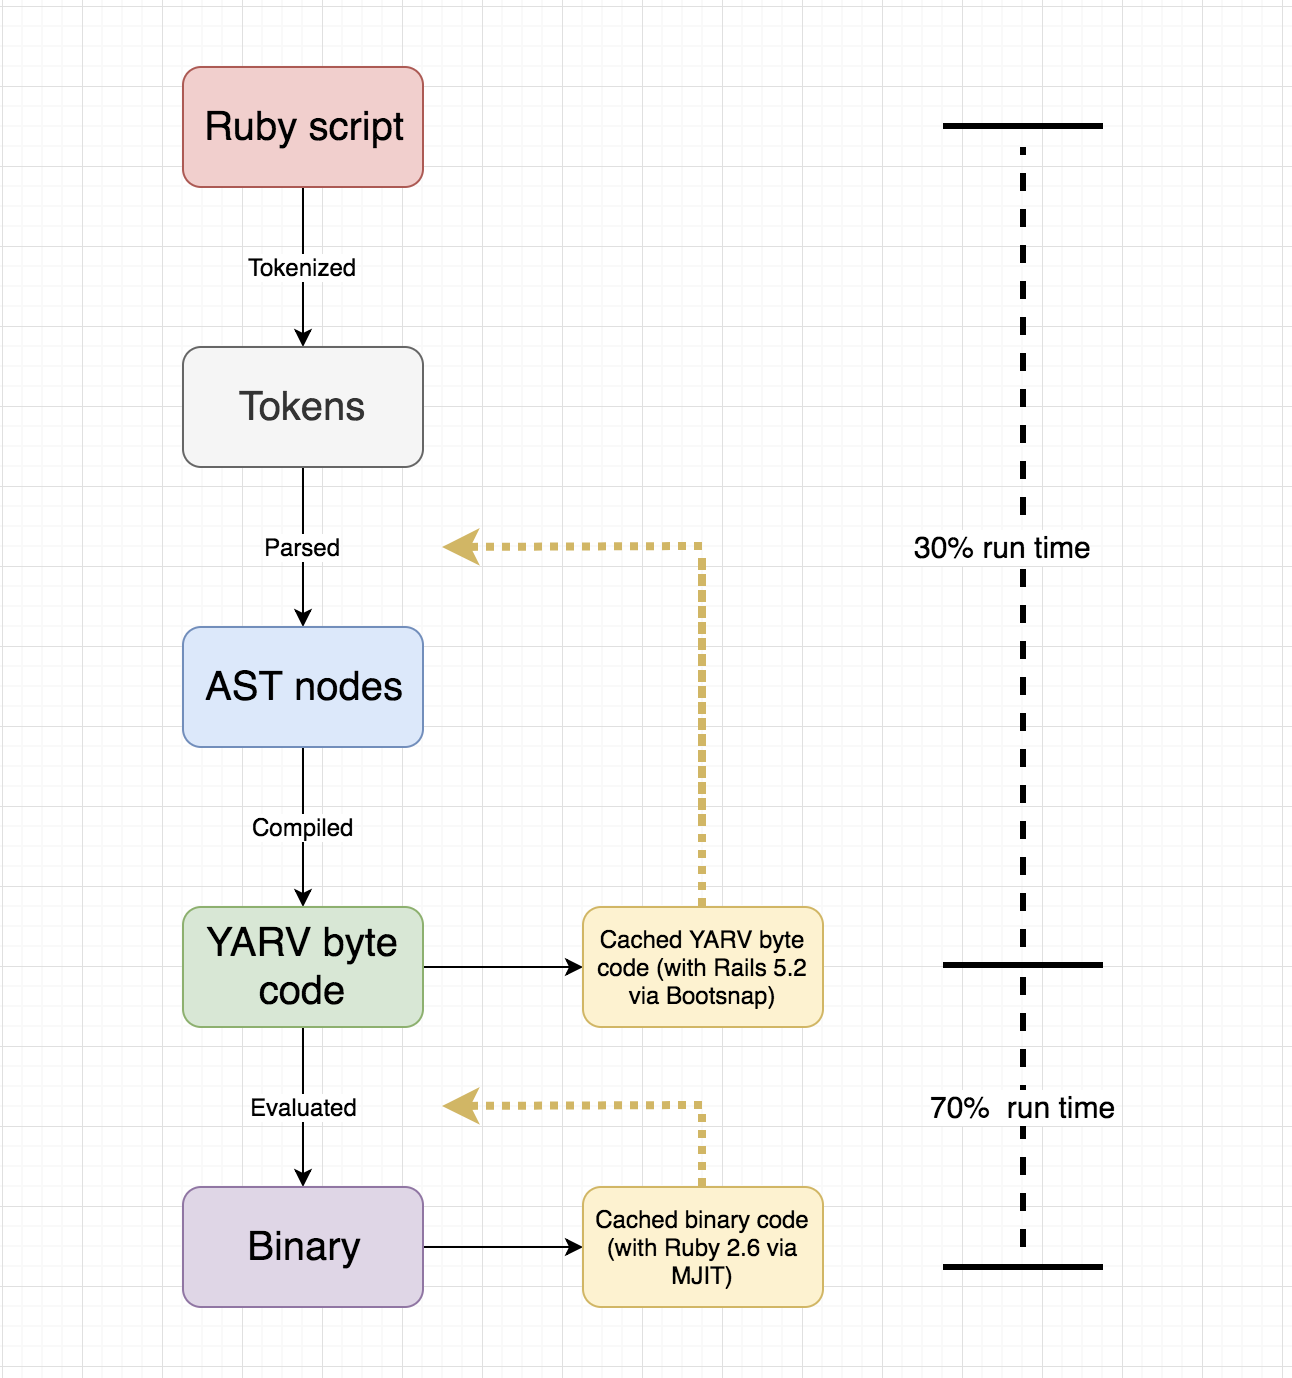 Ruby script
Tokenized
Tokens
Parsed
30% run time
AST nodes
Compiled
YARV byte
code
Cached YARV byte
code (with Rails 5.2
via Bootsnap)
Evaluated
70%  run time
Binary
Cached binary code
(with Ruby 2.6 via
MJIT)